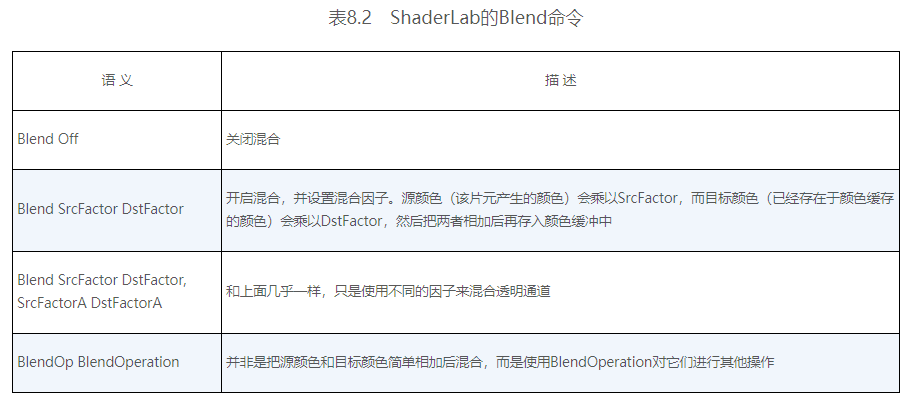 表8.2 ShaderLab的Blend命令
语 义
描 述
Blend Off
关闭混合
Blend SrcFactor DstFactor
开启混合，并设置混合因子。源颜色（该片元产生的颜色）会乘以SrcFactor，而目标颜色（已经存在于颜色缓存
的颜色）会乘以DstFactor，然后把两者相加后再存入颜色缓冲中
Blend SrcFactor DstFactor,
SrcFactorA DstFactorA
和上面几乎一样，只是使用不同的因子来混合透明通道
BlendOp BlendOperation
并非是把源颜色和目标颜色简单相加后混合，而是使用BlendOperation对它们进行其他操作